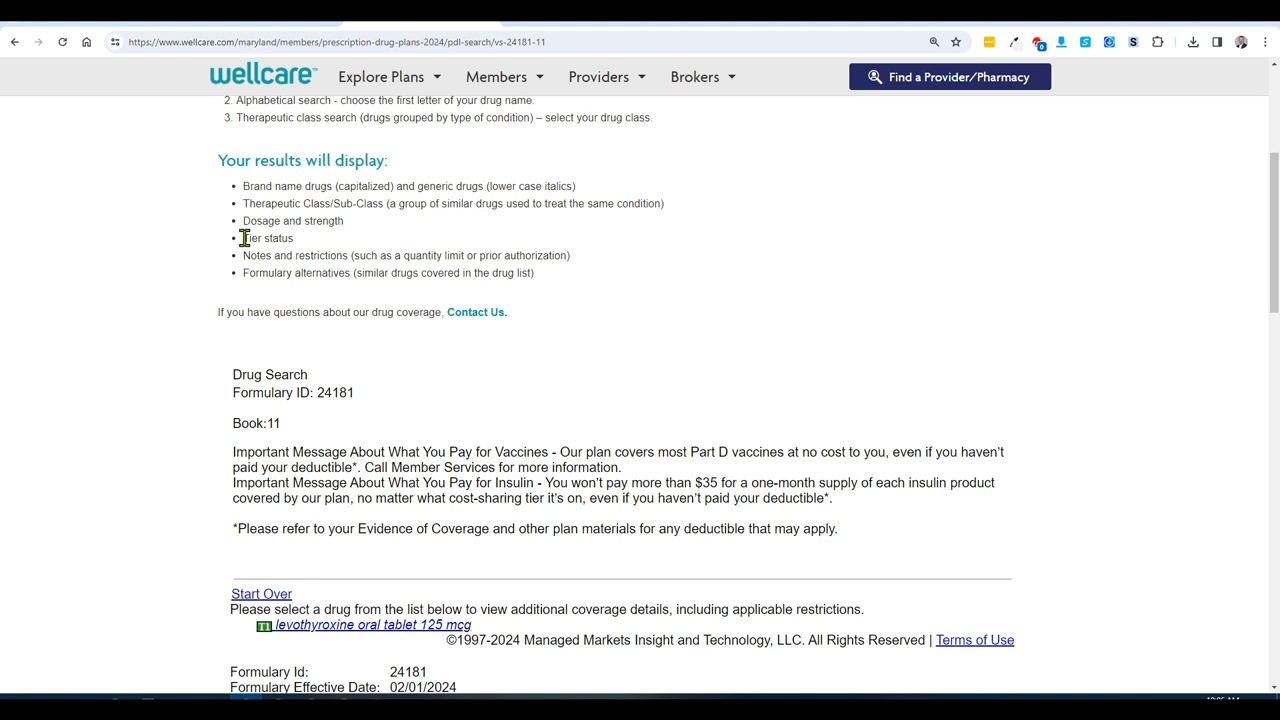 https://www.wellcare.com/maryland/members/prescription-drug-plans-2024/pdl-search/vs-24181-11
wellcare Explore Plans Members Providers Brokers Find a Provider/Pharmacy
2. Alphabetical search - choose the first letter of your drug name.
3. Therapeutic class search (drugs grouped by type of condition) – select your drug class.
Your results will display:
• Brand name drugs (capitalized) and generic drugs (lower case italics)
• Therapeutic Class/Sub-Class (a group of similar drugs used to treat the same condition)
• Dosage and strength
• Tier status
• Notes and restrictions (such as a quantity limit or prior authorization)
• Formulary alternatives (similar drugs covered in the drug list)
If you have questions about our drug coverage, Contact Us.
Drug Search
Formulary ID: 24181
Book:11
Important Message About What You Pay for Vaccines - Our plan covers most Part D vaccines at no cost to you, even if you haven’t
paid your deductible*. Call Member Services for more information.
Important Message About What You Pay for Insulin - You won’t pay more than $35 for a one-month supply of each insulin product
covered by our plan, no matter what cost-sharing tier it’s on, even if you haven’t paid your deductible*.
*Please refer to your Evidence of Coverage and other plan materials for any deductible that may apply.
Start Over
Please select a drug from the list below to view additional coverage details, including applicable restrictions.
T1 levothyroxine oral tablet 125 mcg
©1997-2024 Managed Markets Insight and Technology, LLC. All Rights Reserved | Terms of Use
Formulary Id: 24181
Formulary Effective Date: 02/01/2024